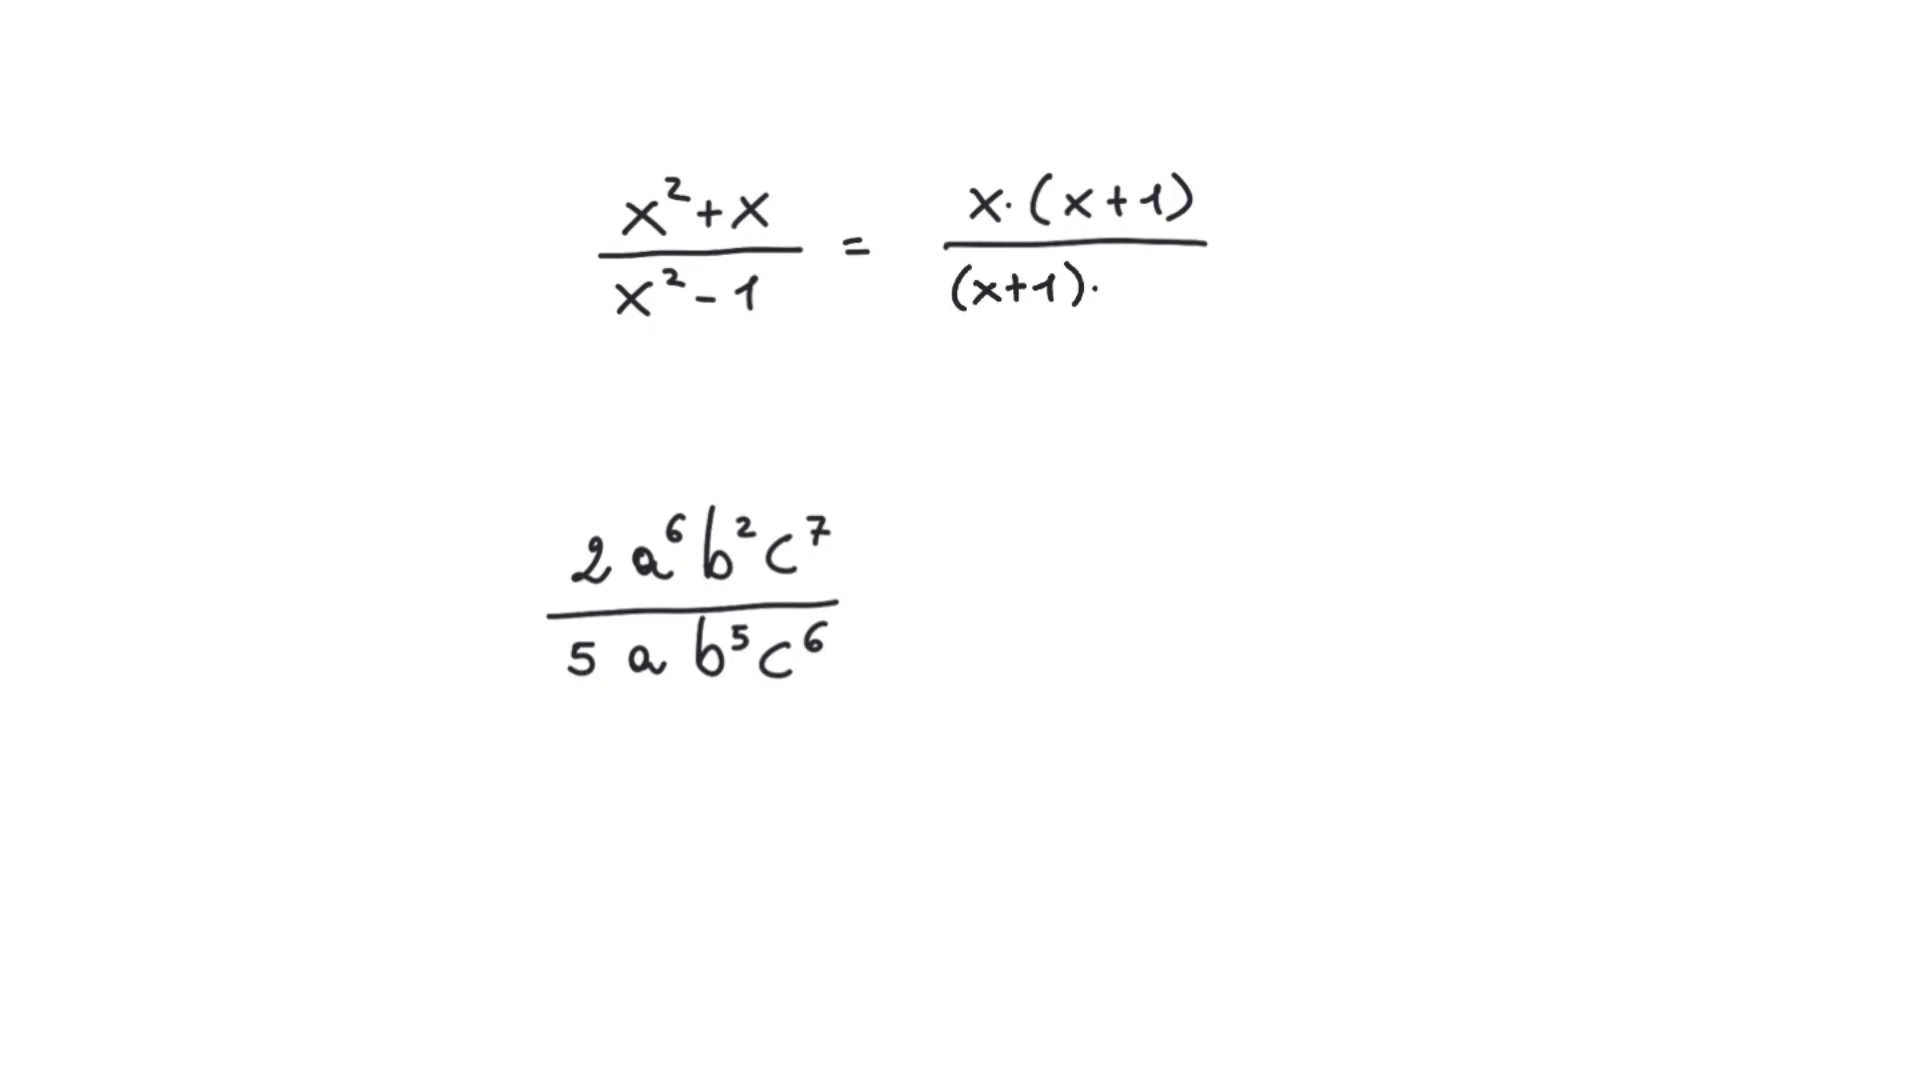 x²+x / x²-1 = x·(x+1) / (x+1)·
2a⁶b²c⁷ / 5ab⁵c⁶